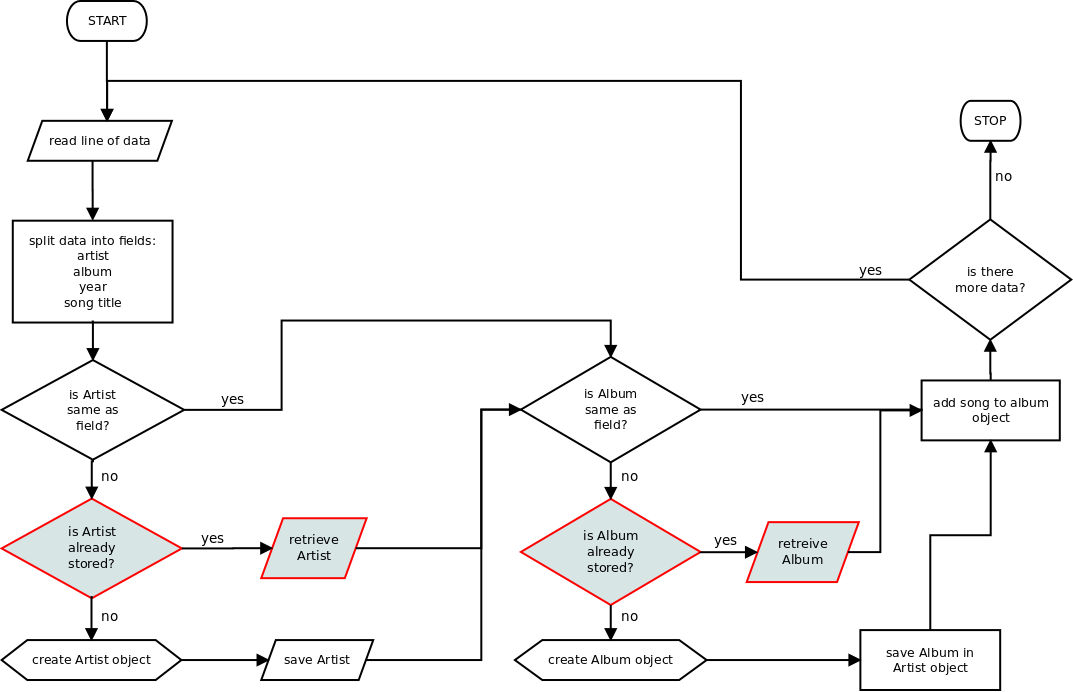 START
read line of data
split data into fields:
artist
album
year
song title
is Artist
same as
field?
yes
no
is Artist
already
stored?
yes
retrieve
Artist
no
create Artist object
save Artist
is Album
same as
field?
yes
no
is Album
already
stored?
yes
retreive
Album
no
create Album object
save Album in
Artist object
add song to album
object
is there
more data?
yes
no
STOP